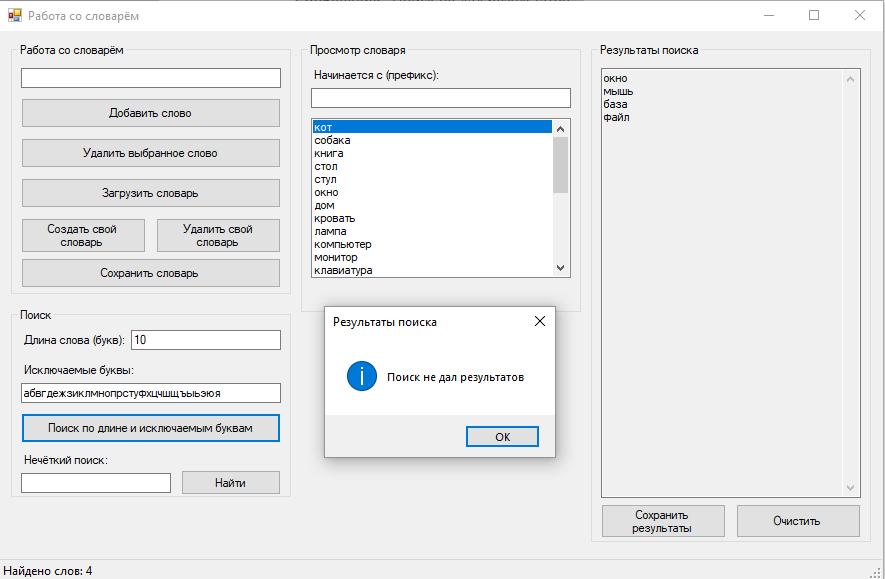 Работа со словарём
Работа со словарём
Добавить слово
Удалить выбранное слово
Загрузить словарь
Создать свой
словарь
Удалить свой
словарь
Сохранить словарь
Поиск
Длина слова (букв):
10
Исключаемые буквы:
абвгдежзиклмнопрстуфхцчшщъыьэюя
Поиск по длине и исключаемым буквам
Нечёткий поиск:
Найти
Просмотр словаря
Начинается с (префикс):
кот
собака
книга
стол
стул
окно
дом
кровать
лампа
компьютер
монитор
клавиатура
Результаты поиска
Поиск не дал результатов
OK
Результаты поиска
окно
мышь
база
файл
Сохранить
результаты
Очистить
Найдено слов: 4